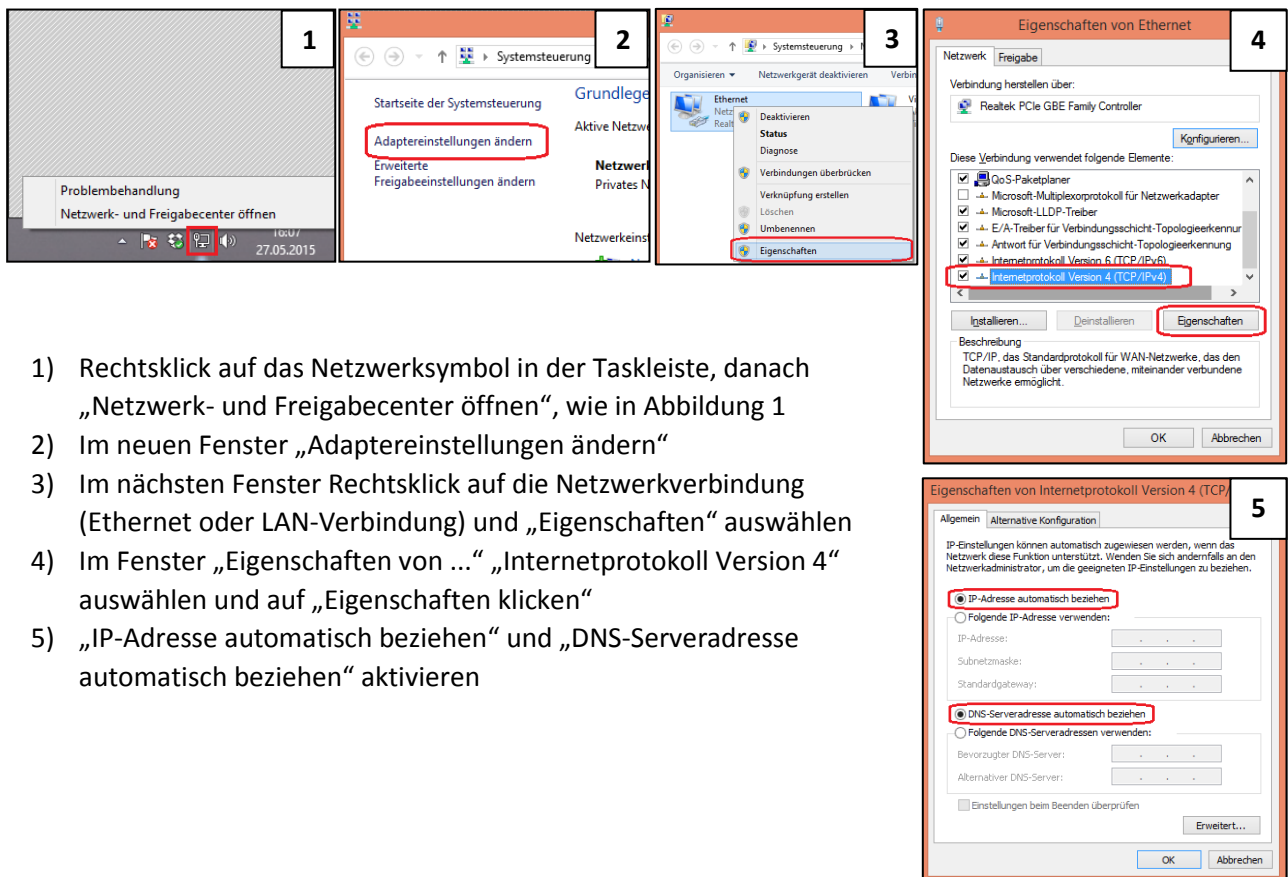 1
Problembehandlung
Netzwerk- und Freigabecenter öffnen
16:07
27.05.2015
2
Systemsteuerung
Startseite der Systemsteuerung
Adaptereinstellungen ändern
Erweiterte
Freigabeeinstellungen ändern
Grundlege
Aktive Netzwe
Netzwerk
Privates N
Netzwerkeinst
3
Systemsteuerung
Organisieren
Netzwerkgerät deaktivieren
Verbin
Ethernet
Netz
Realt
Deaktivieren
Status
Diagnose
Verbindungen überbrücken
Verknüpfung erstellen
Löschen
Umbenennen
Eigenschaften
Eigenschaften von Ethernet
4
Netzwerk Freigabe
Verbindung herstellen über:
Realtek PCIe GBE Family Controller
Konfigurieren...
Diese Verbindung verwendet folgende Elemente:
QoS-Paketplaner
Microsoft-Multiplexorprotokoll für Netzwerkadapter
Microsoft-LLDP-Treiber
E/A-Treiber für Verbindungsschicht-Topologieerkennur
Antwort für Verbindungsschicht-Topologieerkennung
Internetprotokoll Version 6 (TCP/IPv6)
Internetprotokoll Version 4 (TCP/IPv4)
Installieren... Deinstallieren Eigenschaften
Beschreibung
TCP/IP, das Standardprotokoll für WAN-Netzwerke, das den
Datenaustausch über verschiedene, miteinander verbundene
Netzwerke ermöglicht.
OK Abbrechen
1) Rechtsklick auf das Netzwerksymbol in der Taskleiste, danach
„Netzwerk- und Freigabecenter öffnen“, wie in Abbildung 1
2) Im neuen Fenster „Adaptereinstellungen ändern“
3) Im nächsten Fenster Rechtsklick auf die Netzwerkverbindung
(Ethernet oder LAN-Verbindung) und „Eigenschaften“ auswählen
4) Im Fenster „Eigenschaften von ...“ „Internetprotokoll Version 4“
auswählen und auf „Eigenschaften klicken“
5) „IP-Adresse automatisch beziehen“ und „DNS-Serveradresse
automatisch beziehen“ aktivieren
Eigenschaften von Internetprotokoll Version 4 (TCP/
5
Allgemein Alternative Konfiguration
IP-Einstellungen können automatisch zugewiesen werden, wenn das
Netzwerk diese Funktion unterstützt. Wenden Sie sich andernfalls an den
Netzwerkadministrator, um die geeigneten IP-Einstellungen zu beziehen.
IP-Adresse automatisch beziehen
Folgende IP-Adresse verwenden:
IP-Adresse:
Subnetzmaske:
Standardgateway:
DNS-Serveradresse automatisch beziehen
Folgende DNS-Serveradressen verwenden:
Bevorzugter DNS-Server:
Alternativer DNS-Server:
Einstellungen beim Beenden überprüfen
Erweitert...
OK Abbrechen